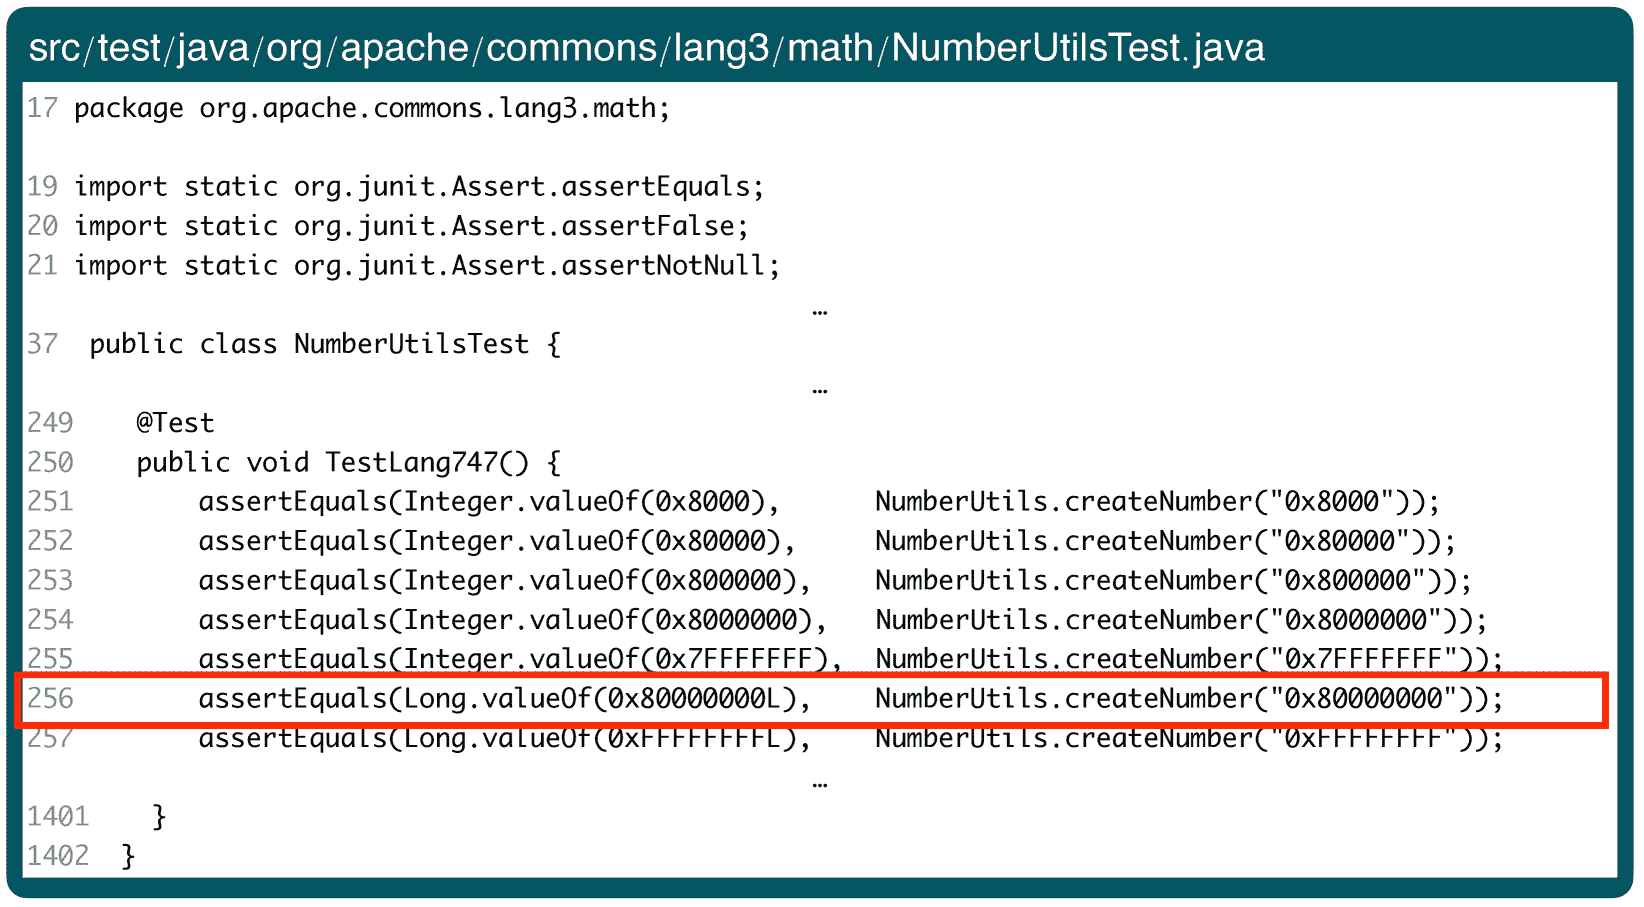 src/test/java/org/apache/commons/lang3/math/NumberUtilsTest.java
17 package org.apache.commons.lang3.math;
19 import static org.junit.Assert.assertEquals;
20 import static org.junit.Assert.assertFalse;
21 import static org.junit.Assert.assertNotNull;
…
37  public class NumberUtilsTest {
…
249    @Test
250    public void TestLang747() {
251        assertEquals(Integer.valueOf(0x8000),      NumberUtils.createNumber("0x8000"));
252        assertEquals(Integer.valueOf(0x80000),     NumberUtils.createNumber("0x80000"));
253        assertEquals(Integer.valueOf(0x800000),    NumberUtils.createNumber("0x800000"));
254        assertEquals(Integer.valueOf(0x8000000),   NumberUtils.createNumber("0x8000000"));
255        assertEquals(Integer.valueOf(0x7FFFFFFF),  NumberUtils.createNumber("0x7FFFFFFF"));
256        assertEquals(Long.valueOf(0x80000000L),    NumberUtils.createNumber("0x80000000"));
257        assertEquals(Long.valueOf(0xFFFFFFFFL),    NumberUtils.createNumber("0xFFFFFFFF"));
…
1401    }
1402  }